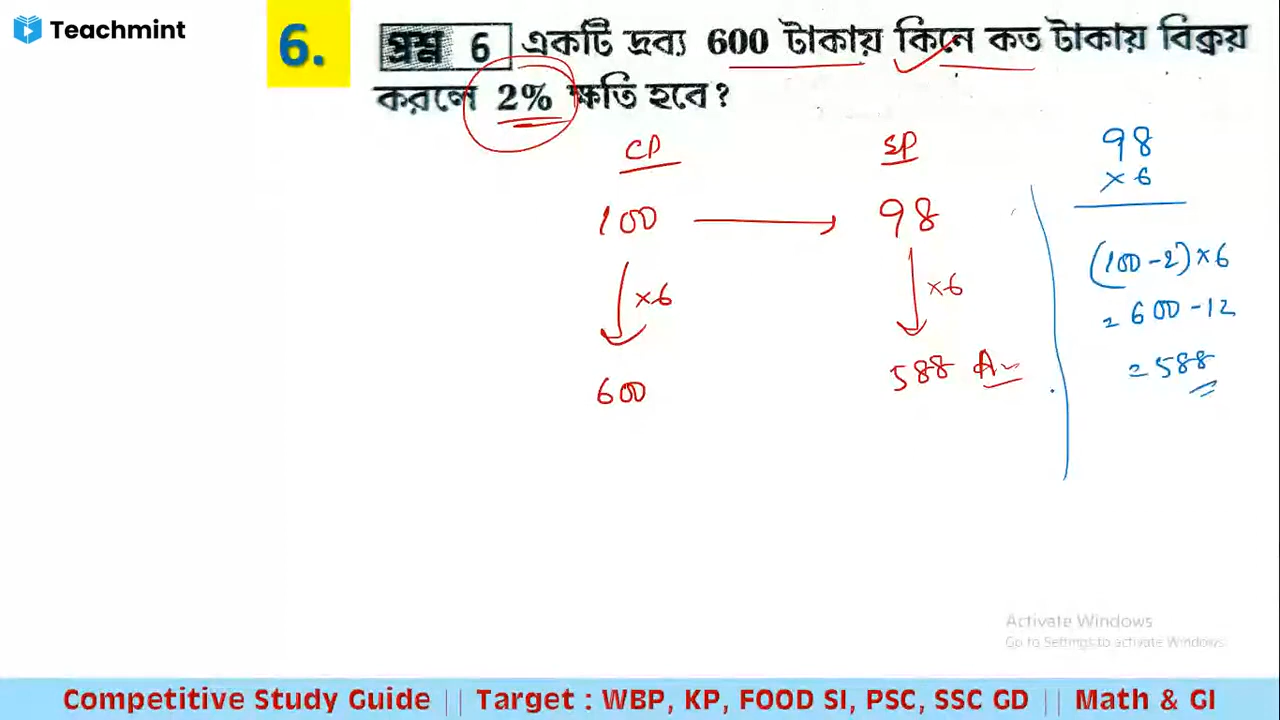 Teachmint
6. প্রশ্ন 6 একটি দ্রব্য 600 টাকায় কিনে কত টাকায় বিক্রয়
করলে 2% ক্ষতি হবে?
CP SP
100 98
×6 ×6
600 588 A
98
×6
(100-2)×6
= 600-12
= 588
Activate Windows
Go to Settings to activate Windows.
Competitive Study Guide || Target : WBP, KP, FOOD SI, PSC, SSC GD || Math & GI